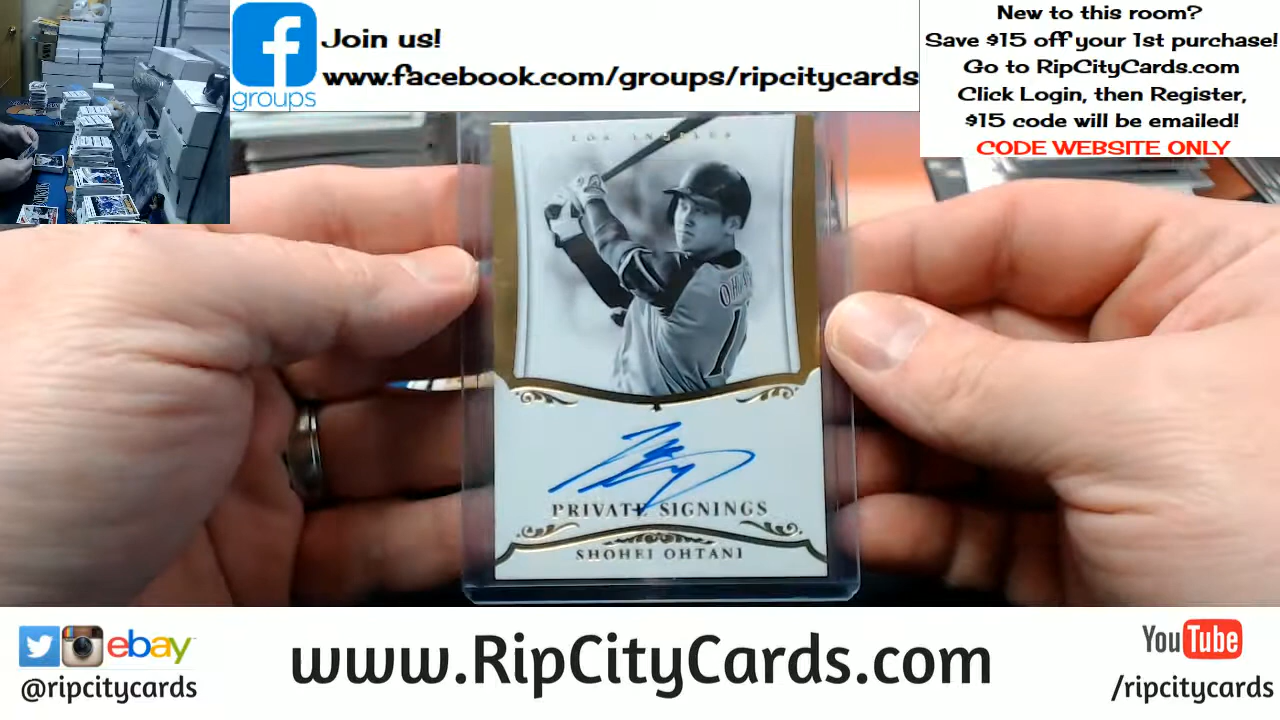 groups
Join us!
www.facebook.com/groups/ripcitycards
New to this room?
Save $15 off your 1st purchase!
Go to RipCityCards.com
Click Login, then Register,
$15 code will be emailed!
CODE WEBSITE ONLY
LOS ANGELES
PRIVATE SIGNINGS
SHOHEI OHTANI
ebay
@ripcitycards
www.RipCityCards.com
YouTube
/ripcitycards